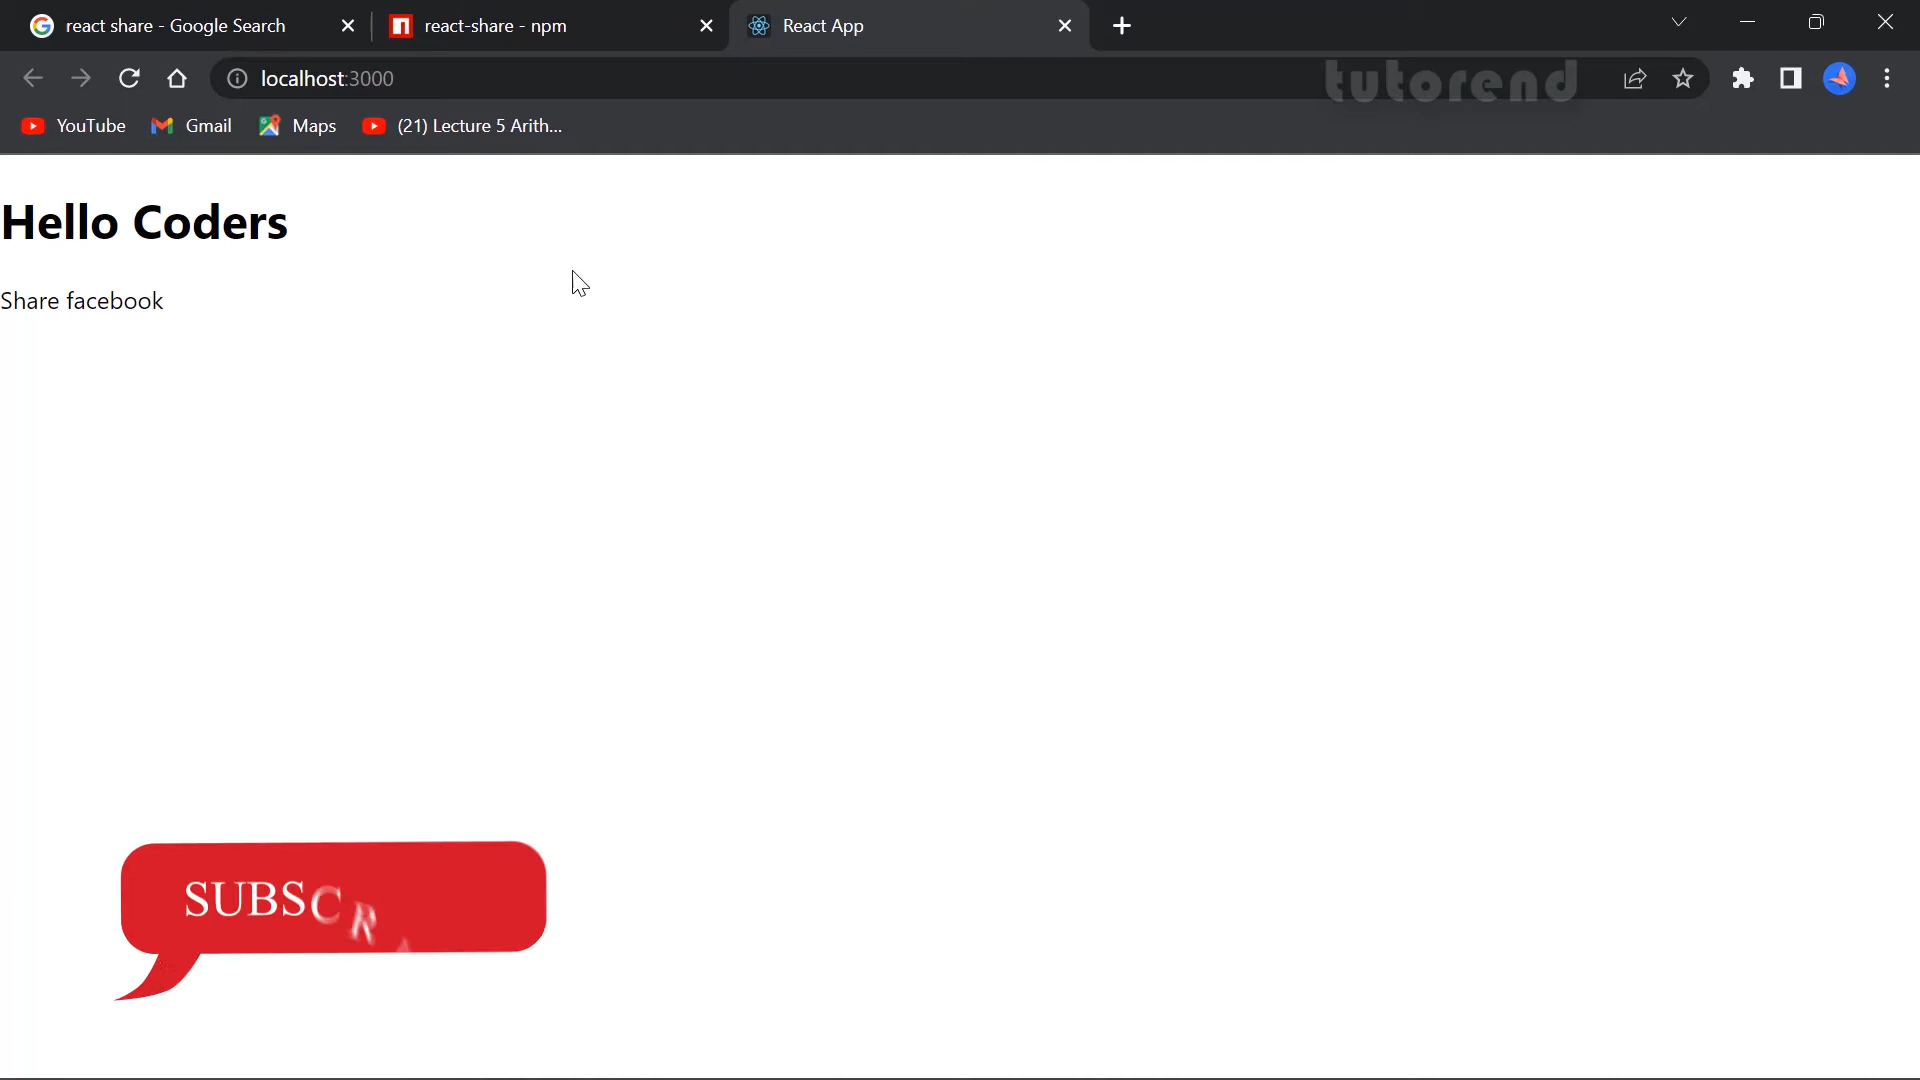 react share - Google Search
react-share - npm
React App
localhost:3000
tutorend
YouTube
Gmail
Maps
(21) Lecture 5 Arith...
Hello Coders
Share facebook
SUBSCR